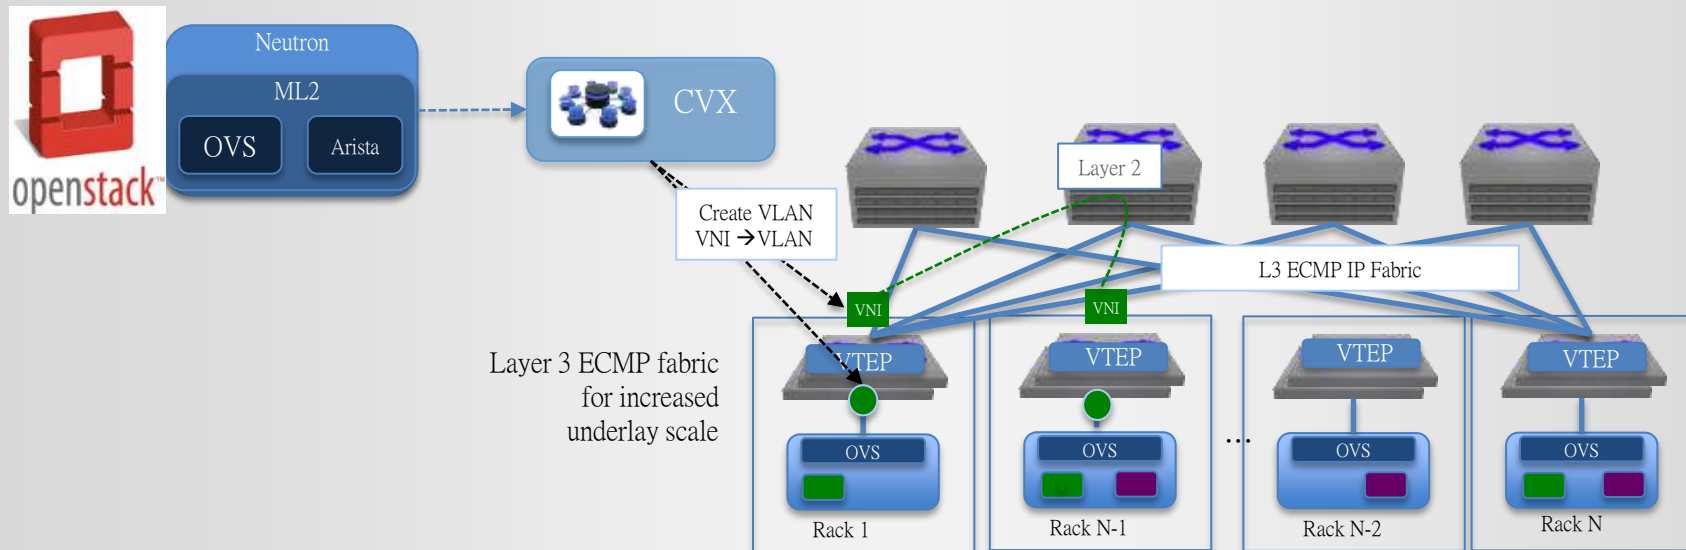 Neutron
ML2
OVS
Arista
openstack™
CVX
Create VLAN
VNI →VLAN
Layer 2
L3 ECMP IP Fabric
VNI
VNI
Layer 3 ECMP fabric
for increased
underlay scale
VTEP
VTEP
VTEP
VTEP
...
OVS
OVS
OVS
OVS
Rack 1
Rack N-1
Rack N-2
Rack N